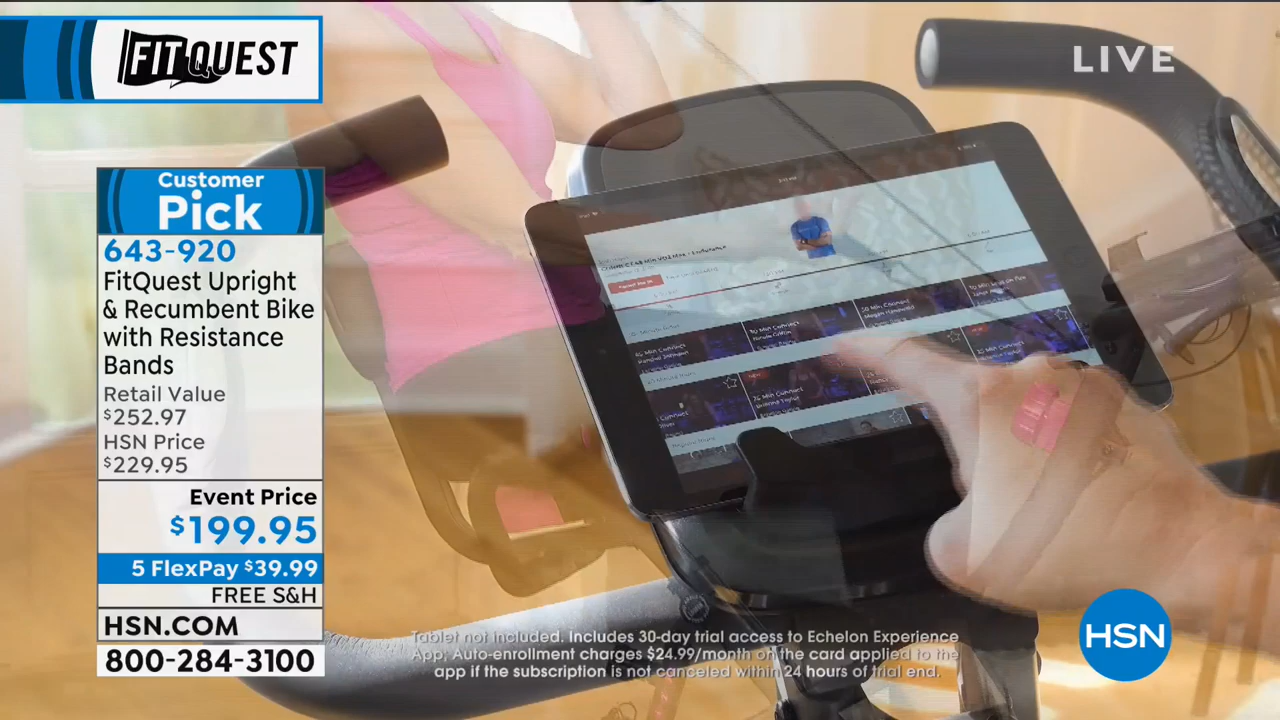 FITQUEST
LIVE
Customer
Pick
643-920
FitQuest Upright
& Recumbent Bike
with Resistance
Bands
Retail Value
$252.97
HSN Price
$229.95
Event Price
$199.95
5 FlexPay $39.99
FREE S&H
HSN.COM
800-284-3100
Tablet not included. Includes 30-day trial access to Echelon Experience
App; Auto-enrollment charges $24.99/month on the card applied to the
app if the subscription is not canceled within 24 hours of trial end.
HSN